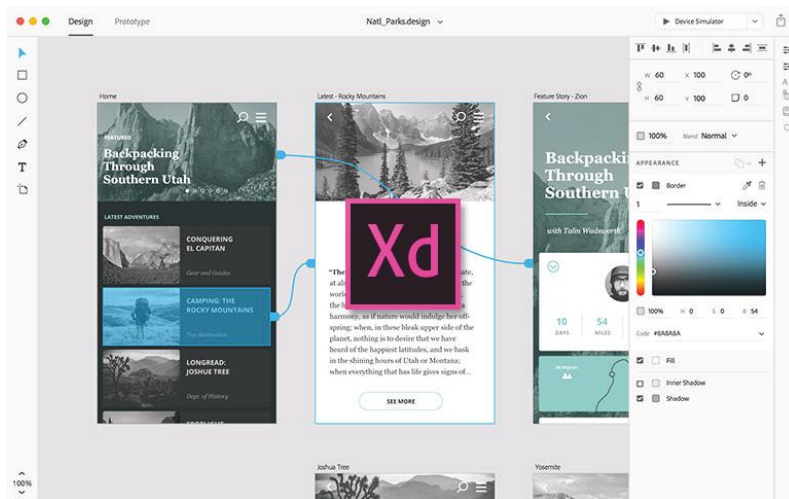 Design
Prototype
Natl_Parks.design
Device Simulator
Home
FEATURED
Backpacking
Through
Southern Utah
LATEST ADVENTURES
CONQUERING
EL CAPITAN
Gear and Guides
CAMPING: THE
ROCKY MOUNTAINS
Top destination
LONGREAD:
JOSHUA TREE
Dept. of History
SPOTLIGHT
Latest - Rocky Mountains
Xd
"The
the
harmony, as if nature would indulge her off-
spring; when, in these bleak upper side of the
planet, nothing is to desire that we have
heard of the happiest latitudes, and we bask
in the shining hours of Utah or Montana;
when everything that has life gives signs of...
SEE MORE
Feature Story - Zion
Backpacki
Through
Southern U
with Talin Wadsworth
10
DAYS
54
MILES
Joshua Tree
Yosemite
100%
W 60
X 100
0º
H 60
Y 100
0
100%
Blend Normal
APPEARANCE
Border
1
Inside
100%
H 0
S 0
B 54
Code #8A8A8A
Fill
Inner Shadow
Shadow